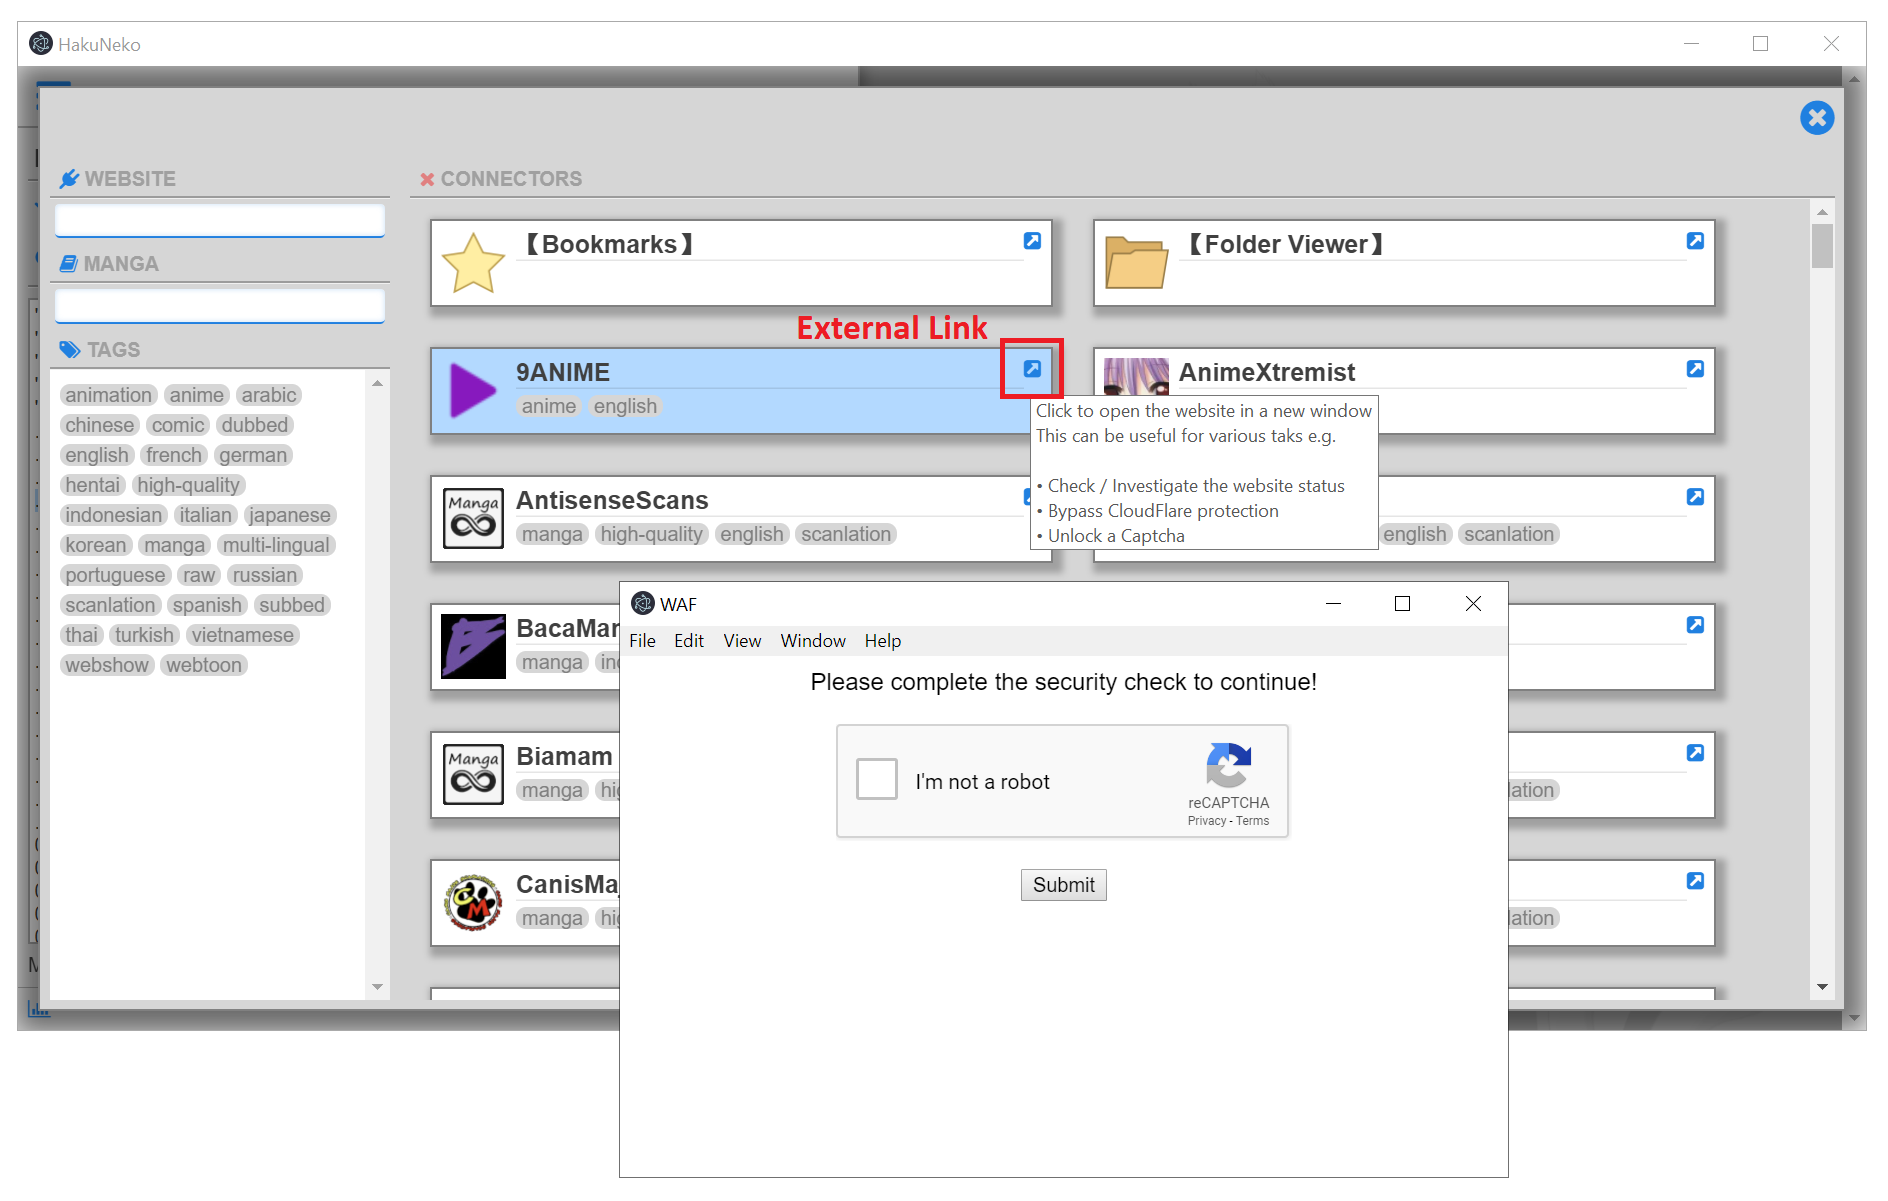 HakuNeko
WEBSITE
MANGA
TAGS
animation anime arabic
chinese comic dubbed
english french german
hentai high-quality
indonesian italian japanese
korean manga multi-lingual
portuguese raw russian
scanlation spanish subbed
thai turkish vietnamese
webshow webtoon
CONNECTORS
【Bookmarks】
【Folder Viewer】
External Link
9ANIME
anime english
AnimeXtremist
Click to open the website in a new window
This can be useful for various taks e.g.
• Check / Investigate the website status
• Bypass CloudFlare protection
• Unlock a Captcha
Manga
AntisenseScans
manga high-quality english scanlation
english scanlation
BacaMar
manga
Manga
Biamam
manga
CM
CanisMa
manga
WAF
File Edit View Window Help
Please complete the security check to continue!
I'm not a robot
reCAPTCHA
Privacy - Terms
Submit